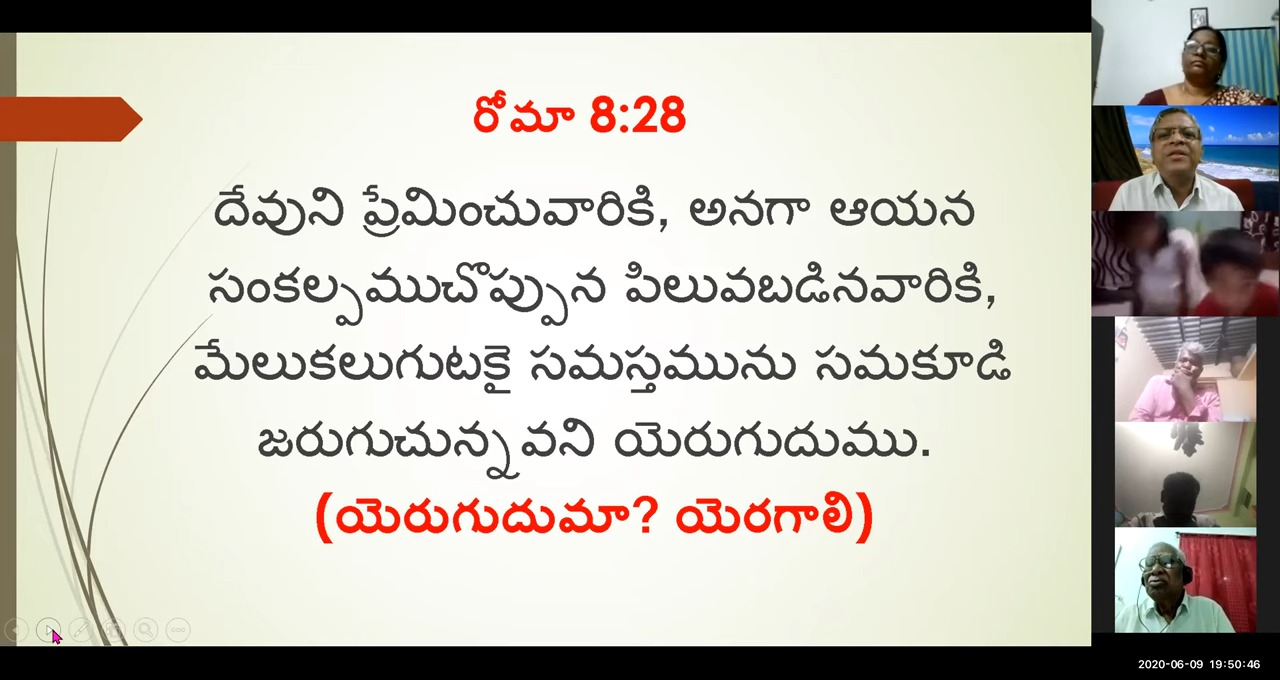 రోమా 8:28
దేవుని ప్రేమించువారికి, అనగా ఆయన
సంకల్పముచొప్పున పిలువబడినవారికి,
మేలుకలుగుటకై సమస్తమును సమకూడి
జరుగుచున్నవని యెరుగుదుము.
(యెరుగుదుమా? యెరగాలి)
2020-06-09 19:50:46